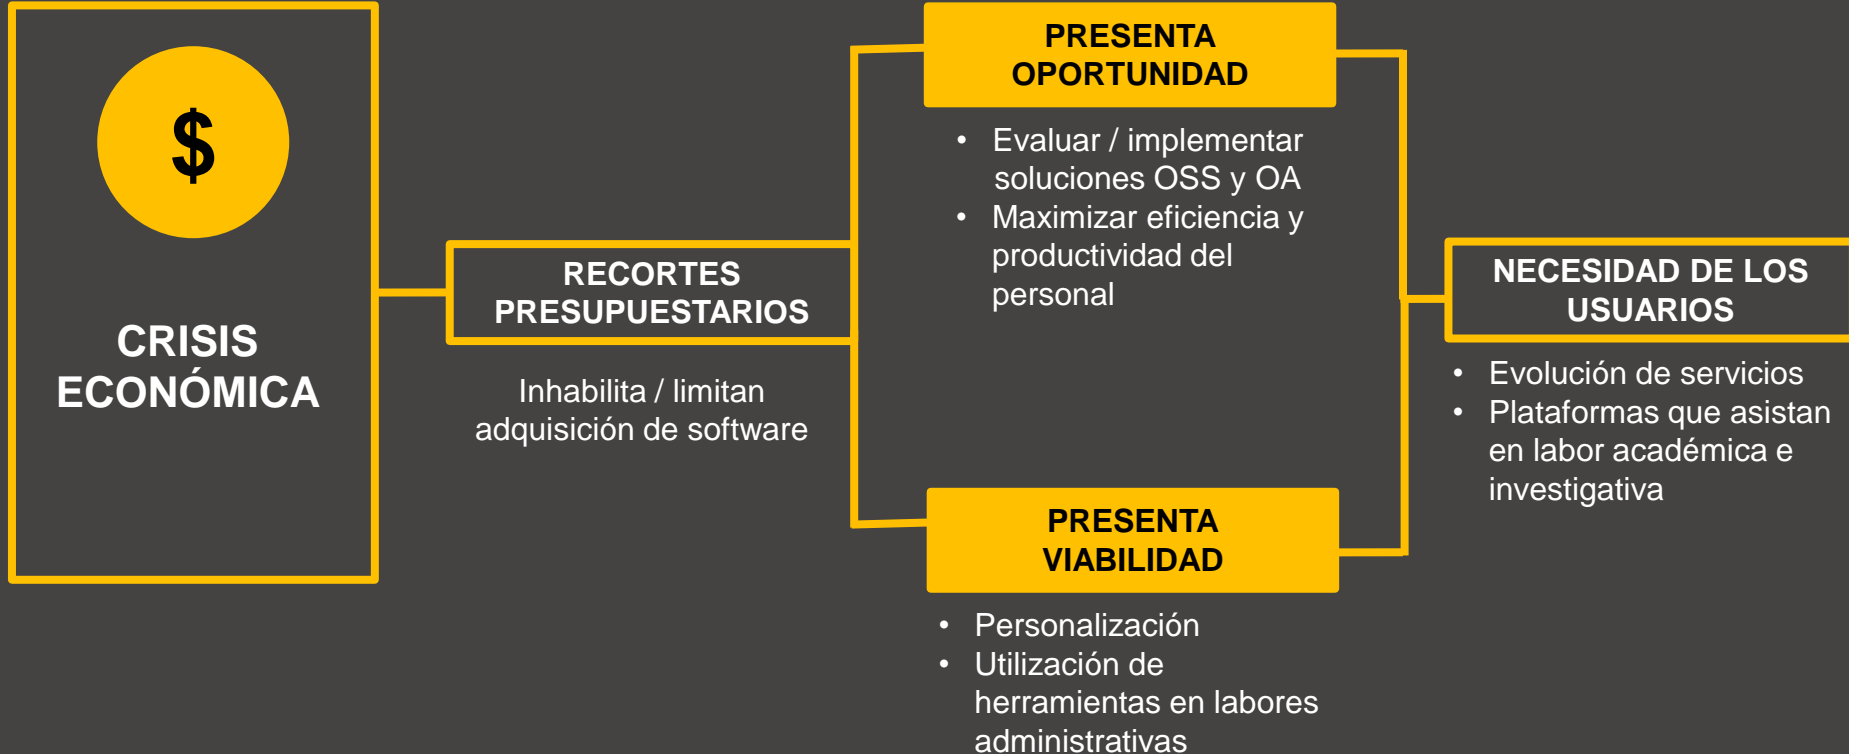 $
CRISIS
ECONÓMICA
RECORTES
PRESUPUESTARIOS
Inhabilita / limitan
adquisición de software
PRESENTA
OPORTUNIDAD
• Evaluar / implementar
soluciones OSS y OA
• Maximizar eficiencia y
productividad del
personal
PRESENTA
VIABILIDAD
• Personalización
• Utilización de
herramientas en labores
administrativas
NECESIDAD DE LOS
USUARIOS
• Evolución de servicios
• Plataformas que asistan
en labor académica e
investigativa